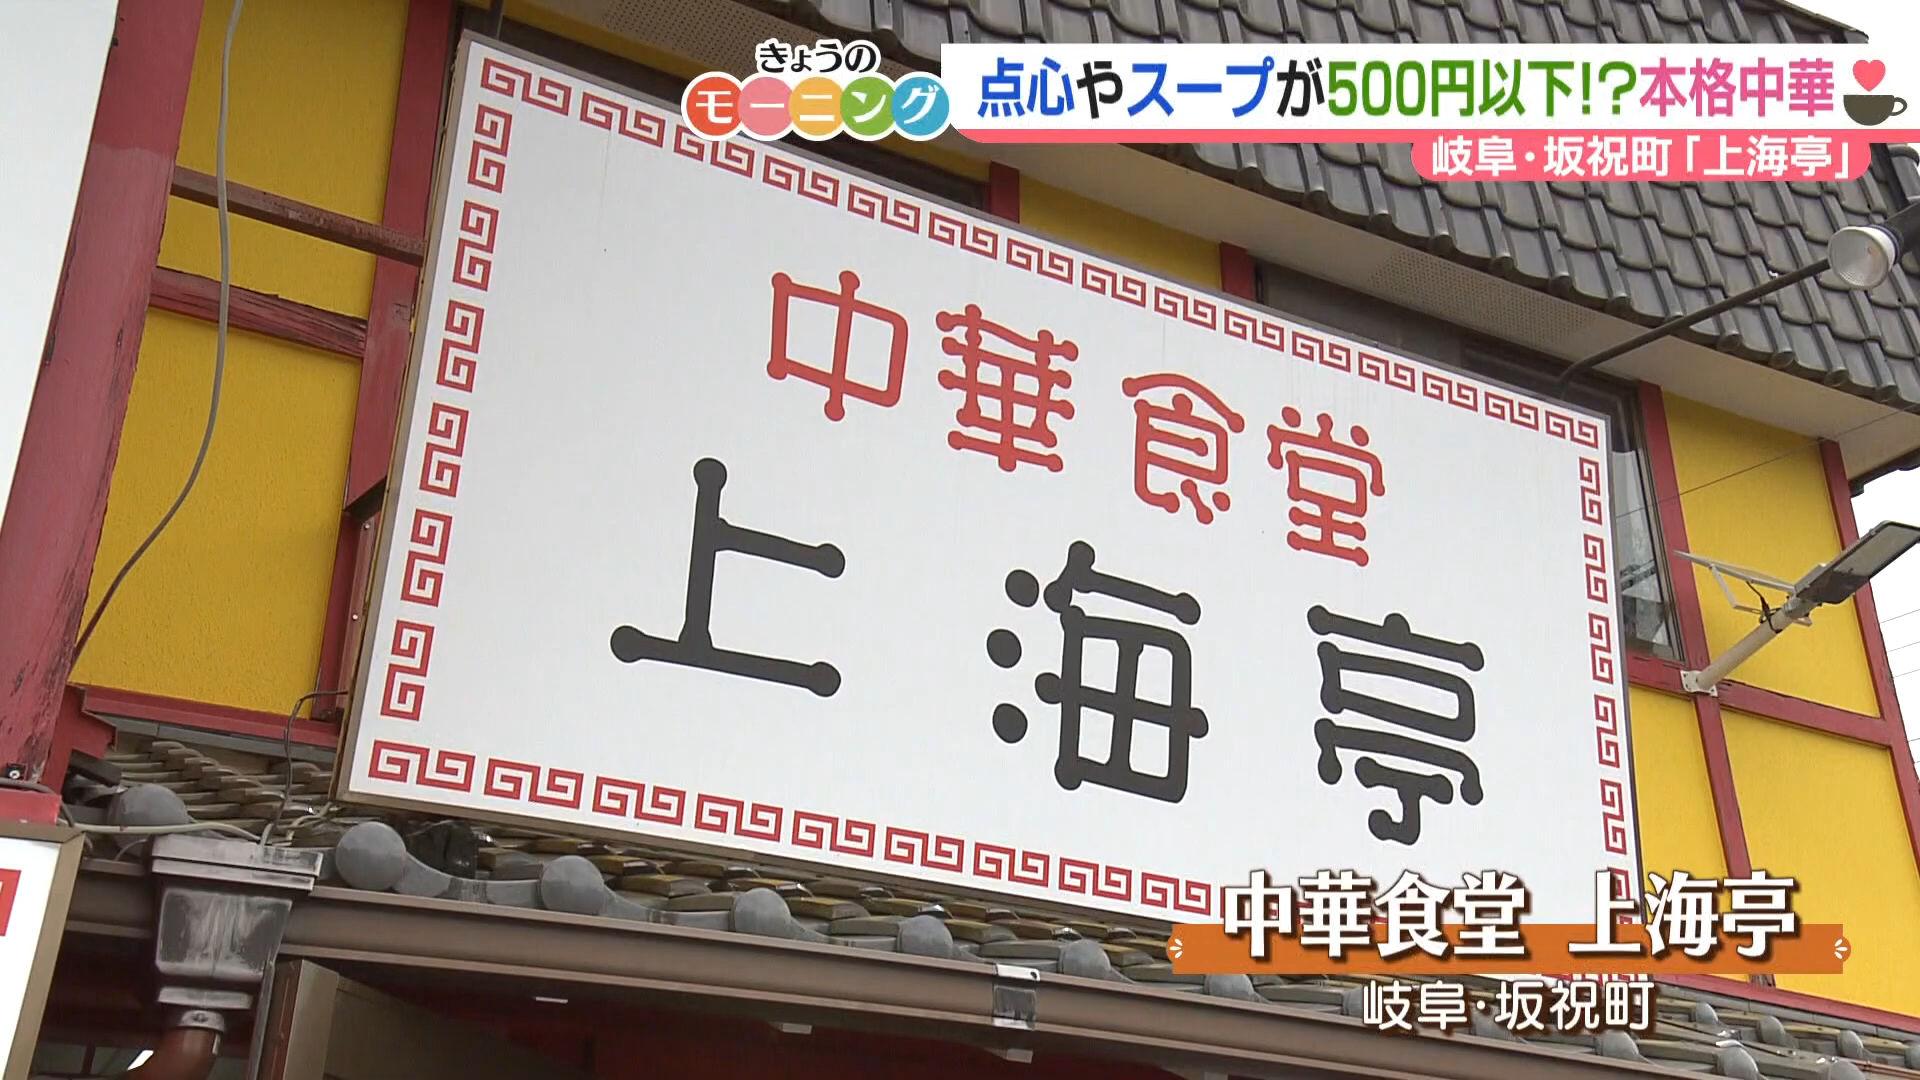 きょうの
モーニング
点心やスープが500円以下!?本格中華
岐阜・坂祝町「上海亭」
中華食堂
上海亭
中華食堂 上海亭
岐阜・坂祝町